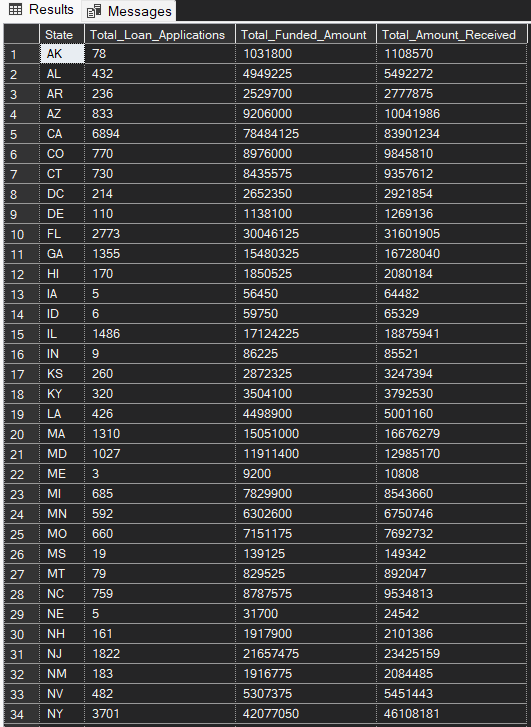 Results Messages
State Total_Loan_Applications Total_Funded_Amount Total_Amount_Received
1 AK 78 1031800 1108570
2 AL 432 4949225 5492272
3 AR 236 2529700 2777875
4 AZ 833 9206000 10041986
5 CA 6894 78484125 83901234
6 CO 770 8976000 9845810
7 CT 730 8435575 9357612
8 DC 214 2652350 2921854
9 DE 110 1138100 1269136
10 FL 2773 30046125 31601905
11 GA 1355 15480325 16728040
12 HI 170 1850525 2080184
13 IA 5 56450 64482
14 ID 6 59750 65329
15 IL 1486 17124225 18875941
16 IN 9 86225 85521
17 KS 260 2872325 3247394
18 KY 320 3504100 3792530
19 LA 426 4498900 5001160
20 MA 1310 15051000 16676279
21 MD 1027 11911400 12985170
22 ME 3 9200 10808
23 MI 685 7829900 8543660
24 MN 592 6302600 6750746
25 MO 660 7151175 7692732
26 MS 19 139125 149342
27 MT 79 829525 892047
28 NC 759 8787575 9534813
29 NE 5 31700 24542
30 NH 161 1917900 2101386
31 NJ 1822 21657475 23425159
32 NM 183 1916775 2084485
33 NV 482 5307375 5451443
34 NY 3701 42077050 46108181